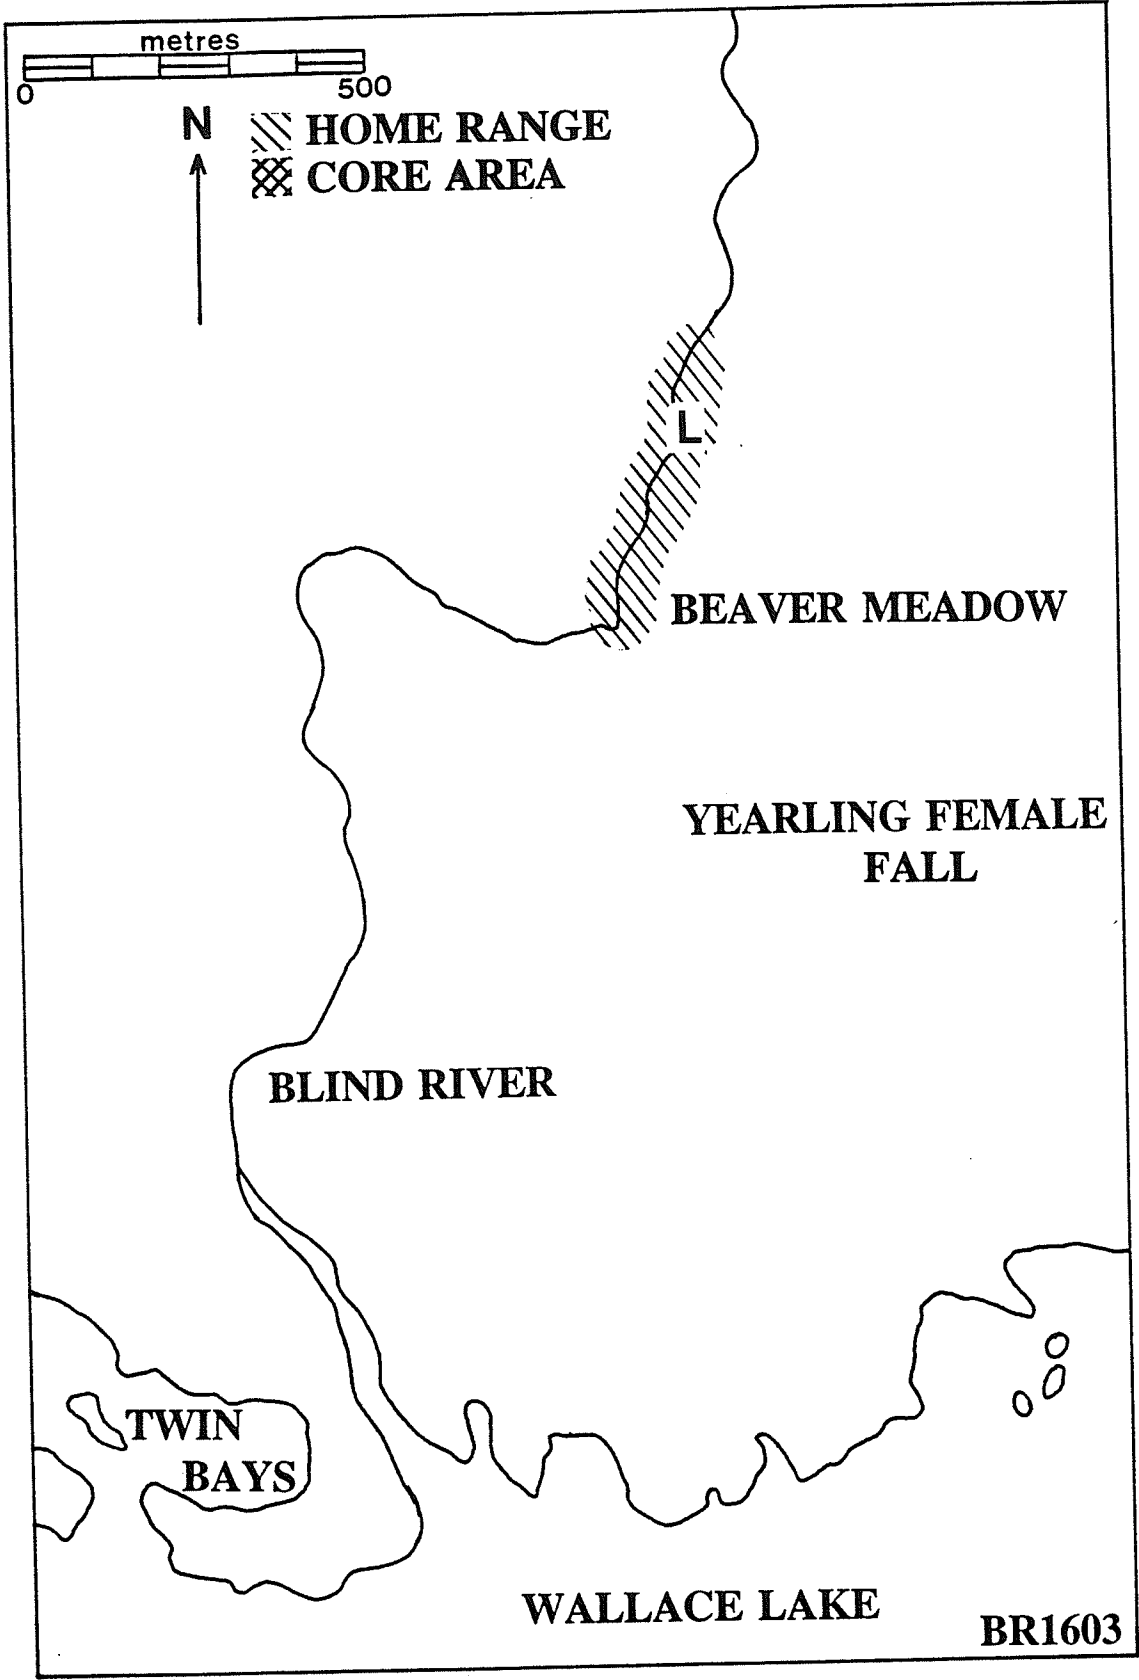 metres
0 500
N
HOME RANGE
CORE AREA
L
BEAVER MEADOW
YEARLING FEMALE
FALL
BLIND RIVER
TWIN
BAYS
WALLACE LAKE
BR1603